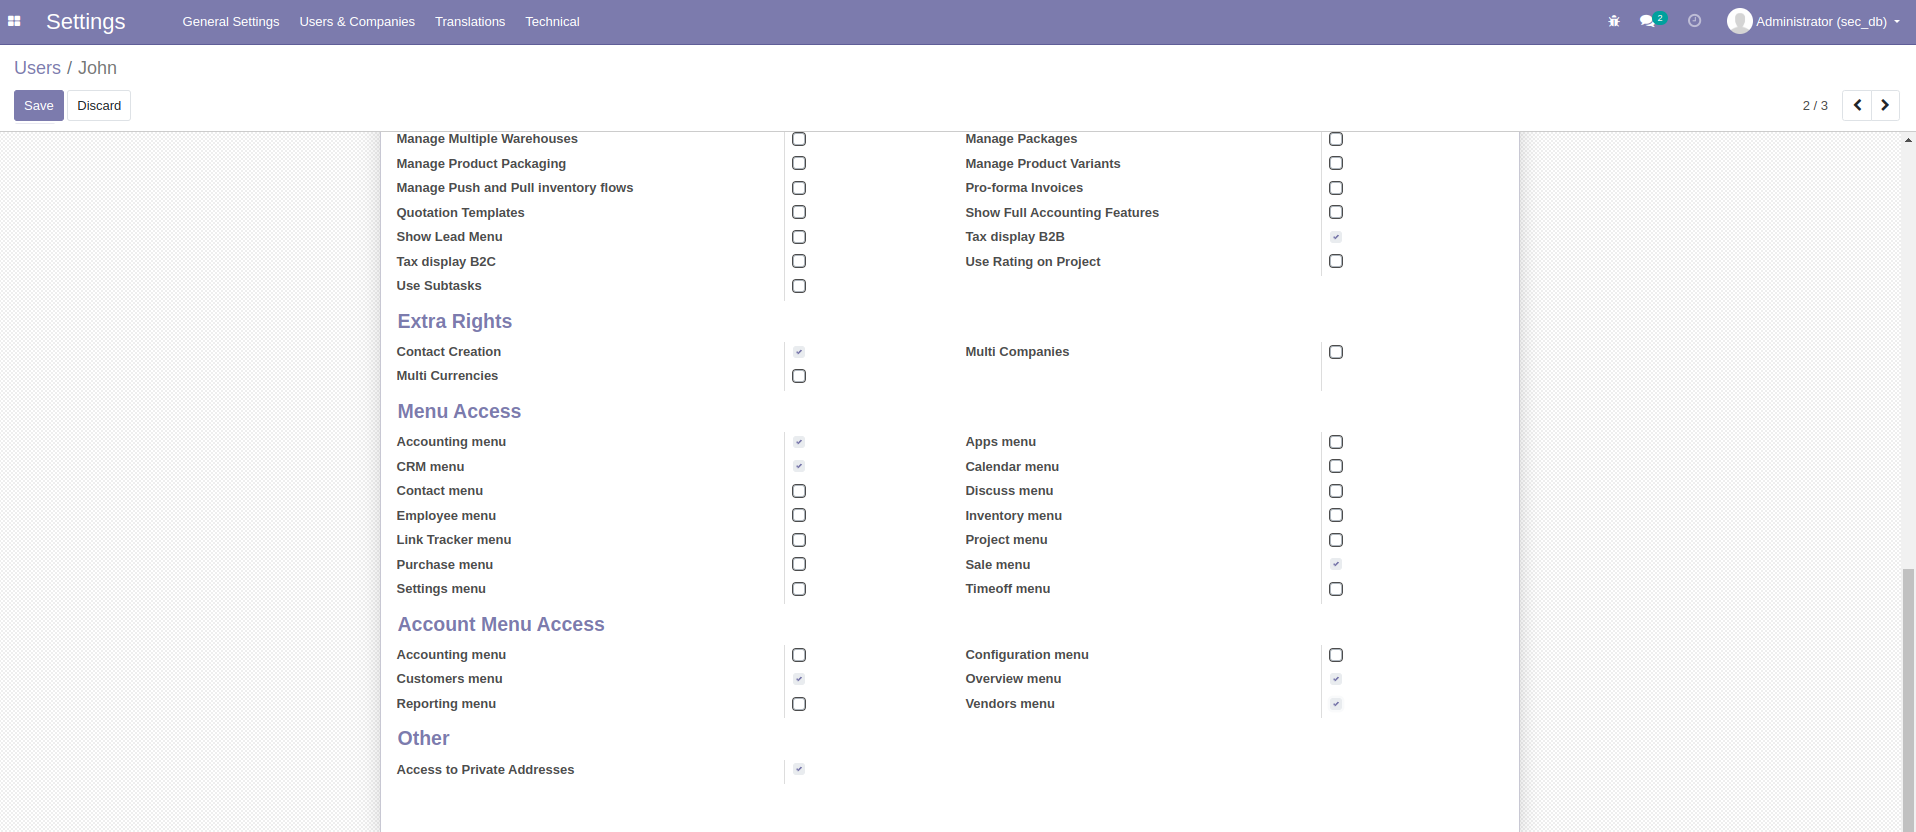 Settings General Settings Users & Companies Translations Technical 2 Administrator (sec_db)
Users / John
Save Discard 2 / 3
Manage Multiple Warehouses Manage Packages
Manage Product Packaging Manage Product Variants
Manage Push and Pull inventory flows Pro-forma Invoices
Quotation Templates Show Full Accounting Features
Show Lead Menu Tax display B2B
Tax display B2C Use Rating on Project
Use Subtasks
Extra Rights
Contact Creation Multi Companies
Multi Currencies
Menu Access
Accounting menu Apps menu
CRM menu Calendar menu
Contact menu Discuss menu
Employee menu Inventory menu
Link Tracker menu Project menu
Purchase menu Sale menu
Settings menu Timeoff menu
Account Menu Access
Accounting menu Configuration menu
Customers menu Overview menu
Reporting menu Vendors menu
Other
Access to Private Addresses